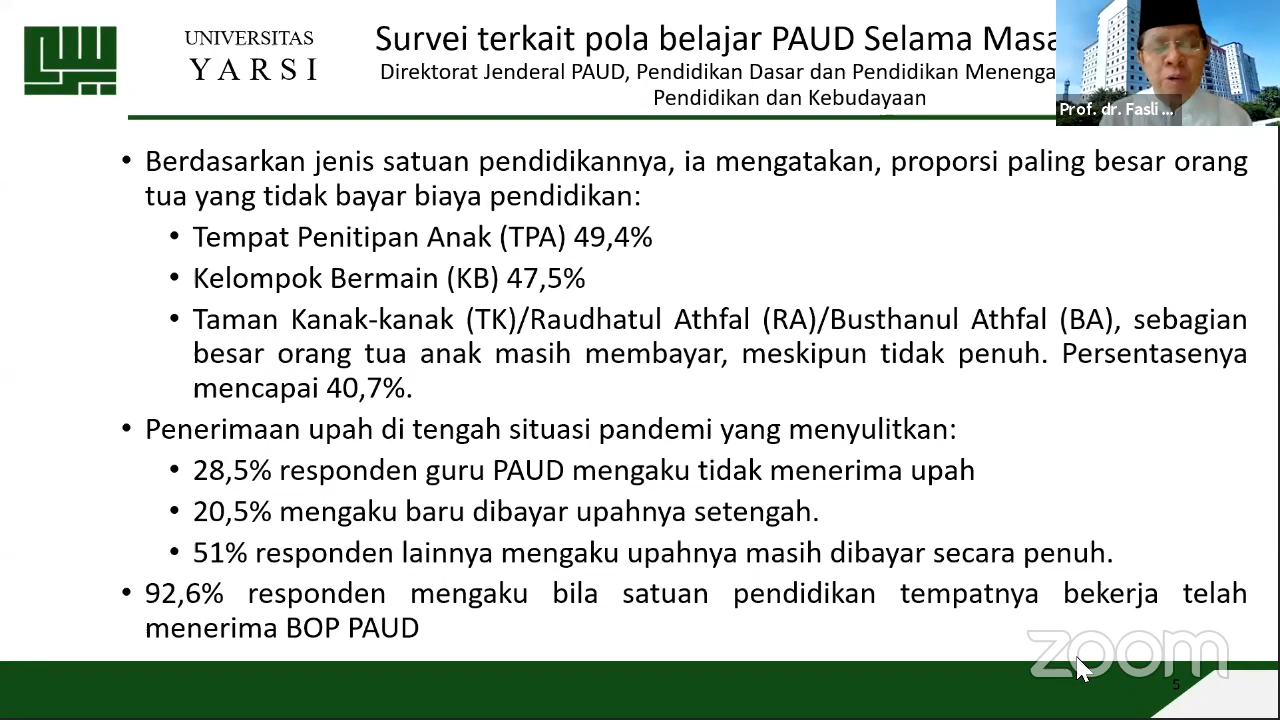 UNIVERSITAS
YARSI
Survei terkait pola belajar PAUD Selama Masa
Direktorat Jenderal PAUD, Pendidikan Dasar dan Pendidikan Menenga
Pendidikan dan Kebudayaan
Prof. dr. Fasli ...
• Berdasarkan jenis satuan pendidikannya, ia mengatakan, proporsi paling besar orang
tua yang tidak bayar biaya pendidikan:
• Tempat Penitipan Anak (TPA) 49,4%
• Kelompok Bermain (KB) 47,5%
• Taman Kanak-kanak (TK)/Raudhatul Athfal (RA)/Busthanul Athfal (BA), sebagian
besar orang tua anak masih membayar, meskipun tidak penuh. Persentasenya
mencapai 40,7%.
• Penerimaan upah di tengah situasi pandemi yang menyulitkan:
• 28,5% responden guru PAUD mengaku tidak menerima upah
• 20,5% mengaku baru dibayar upahnya setengah.
• 51% responden lainnya mengaku upahnya masih dibayar secara penuh.
• 92,6% responden mengaku bila satuan pendidikan tempatnya bekerja telah
menerima BOP PAUD
zoom
5